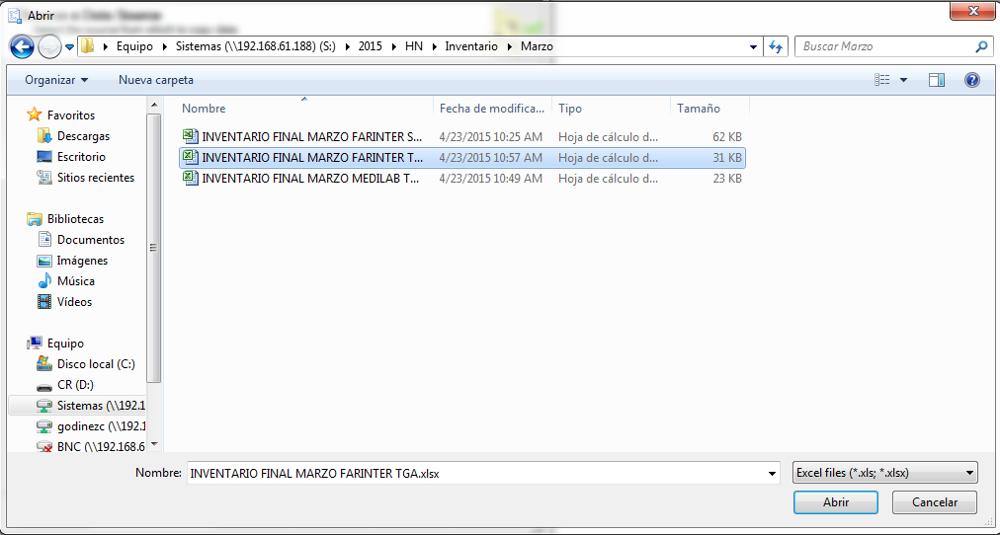 Abrir
Equipo Sistemas (\\192.168.61.188) (S:) 2015 HN Inventario Marzo
Buscar Marzo
Organizar Nueva carpeta
Nombre Fecha de modifica... Tipo Tamaño
Favoritos
Descargas
Escritorio
Sitios recientes
Bibliotecas
Documentos
Imágenes
Música
Vídeos
Equipo
Disco local (C:)
CR (D:)
Sistemas (\\192.1
godinezc (\\192.1
BNC (\\192.168.6
INVENTARIO FINAL MARZO FARINTER S... 4/23/2015 10:25 AM Hoja de cálculo d... 62 KB
INVENTARIO FINAL MARZO FARINTER T... 4/23/2015 10:57 AM Hoja de cálculo d... 31 KB
INVENTARIO FINAL MARZO MEDILAB T... 4/23/2015 10:49 AM Hoja de cálculo d... 23 KB
Nombre: INVENTARIO FINAL MARZO FARINTER TGA.xlsx
Excel files (*.xls; *.xlsx)
Abrir Cancelar